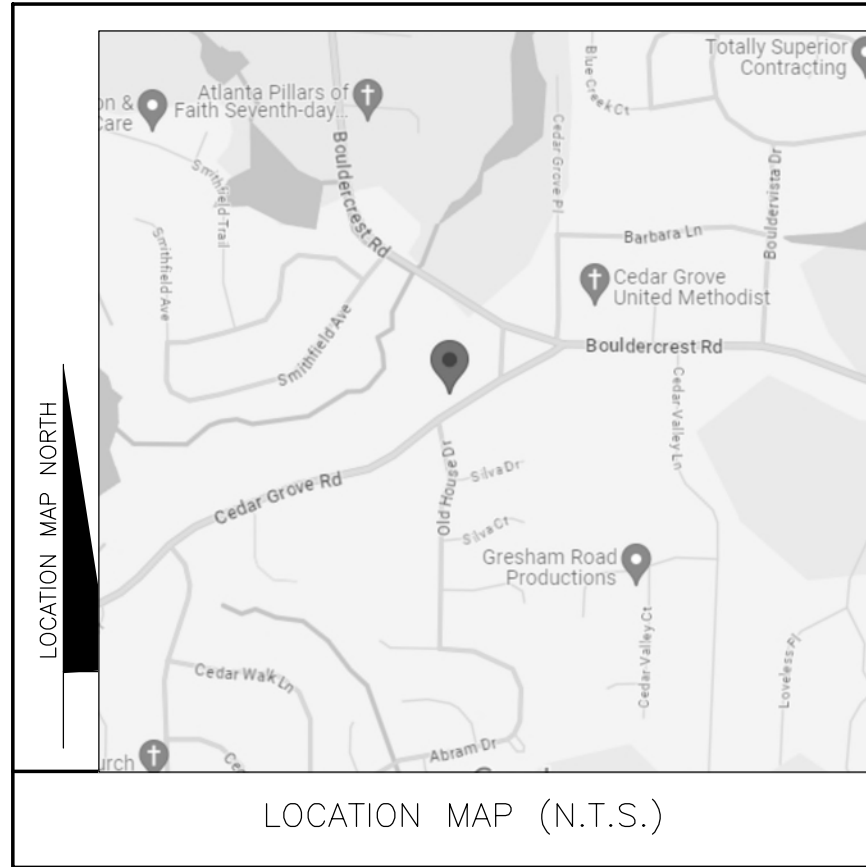 Totally Superior
Contracting
Blue Creek Ct
Atlanta Pillars of
Faith Seventh-day...
on &
Care
Bouldercrest Rd
Cedar Grove Pl
Bouldervista Dr
Smithfield Trail
Barbara Ln
Smithfield Ave
Cedar Grove
United Methodist
Smithfield Ave
Bouldercrest Rd
Cedar Valley Ln
LOCATION MAP NORTH
Old House Dr
Silva Dr
Cedar Grove Rd
Silva Ct
Gresham Road
Productions
Cedar Valley Ct
Loveless Pl
Cedar Walk Ln
Abram Dr
urch
LOCATION MAP (N.T.S.)